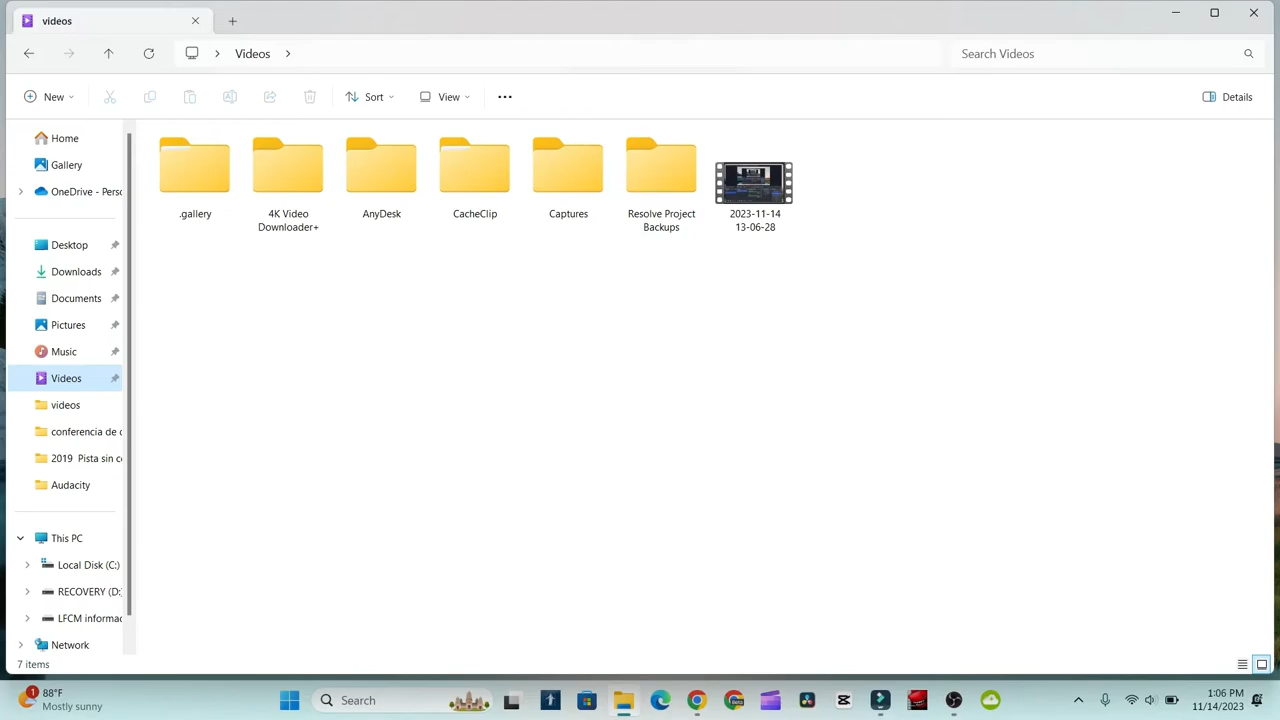 videos
Videos
Search Videos
New
Sort
View
Details
Home
Gallery
OneDrive - Perso
Desktop
Downloads
Documents
Pictures
Music
Videos
videos
conferencia de c
2019 Pista sin c
Audacity
This PC
Local Disk (C:)
RECOVERY (D:
LFCM informa
Network
.gallery
4K Video
Downloader+
AnyDesk
CacheClip
Captures
Resolve Project
Backups
2023-11-14
13-06-28
7 items
1
88°F
Mostly sunny
Search
Beta
1:06 PM
11/14/2023